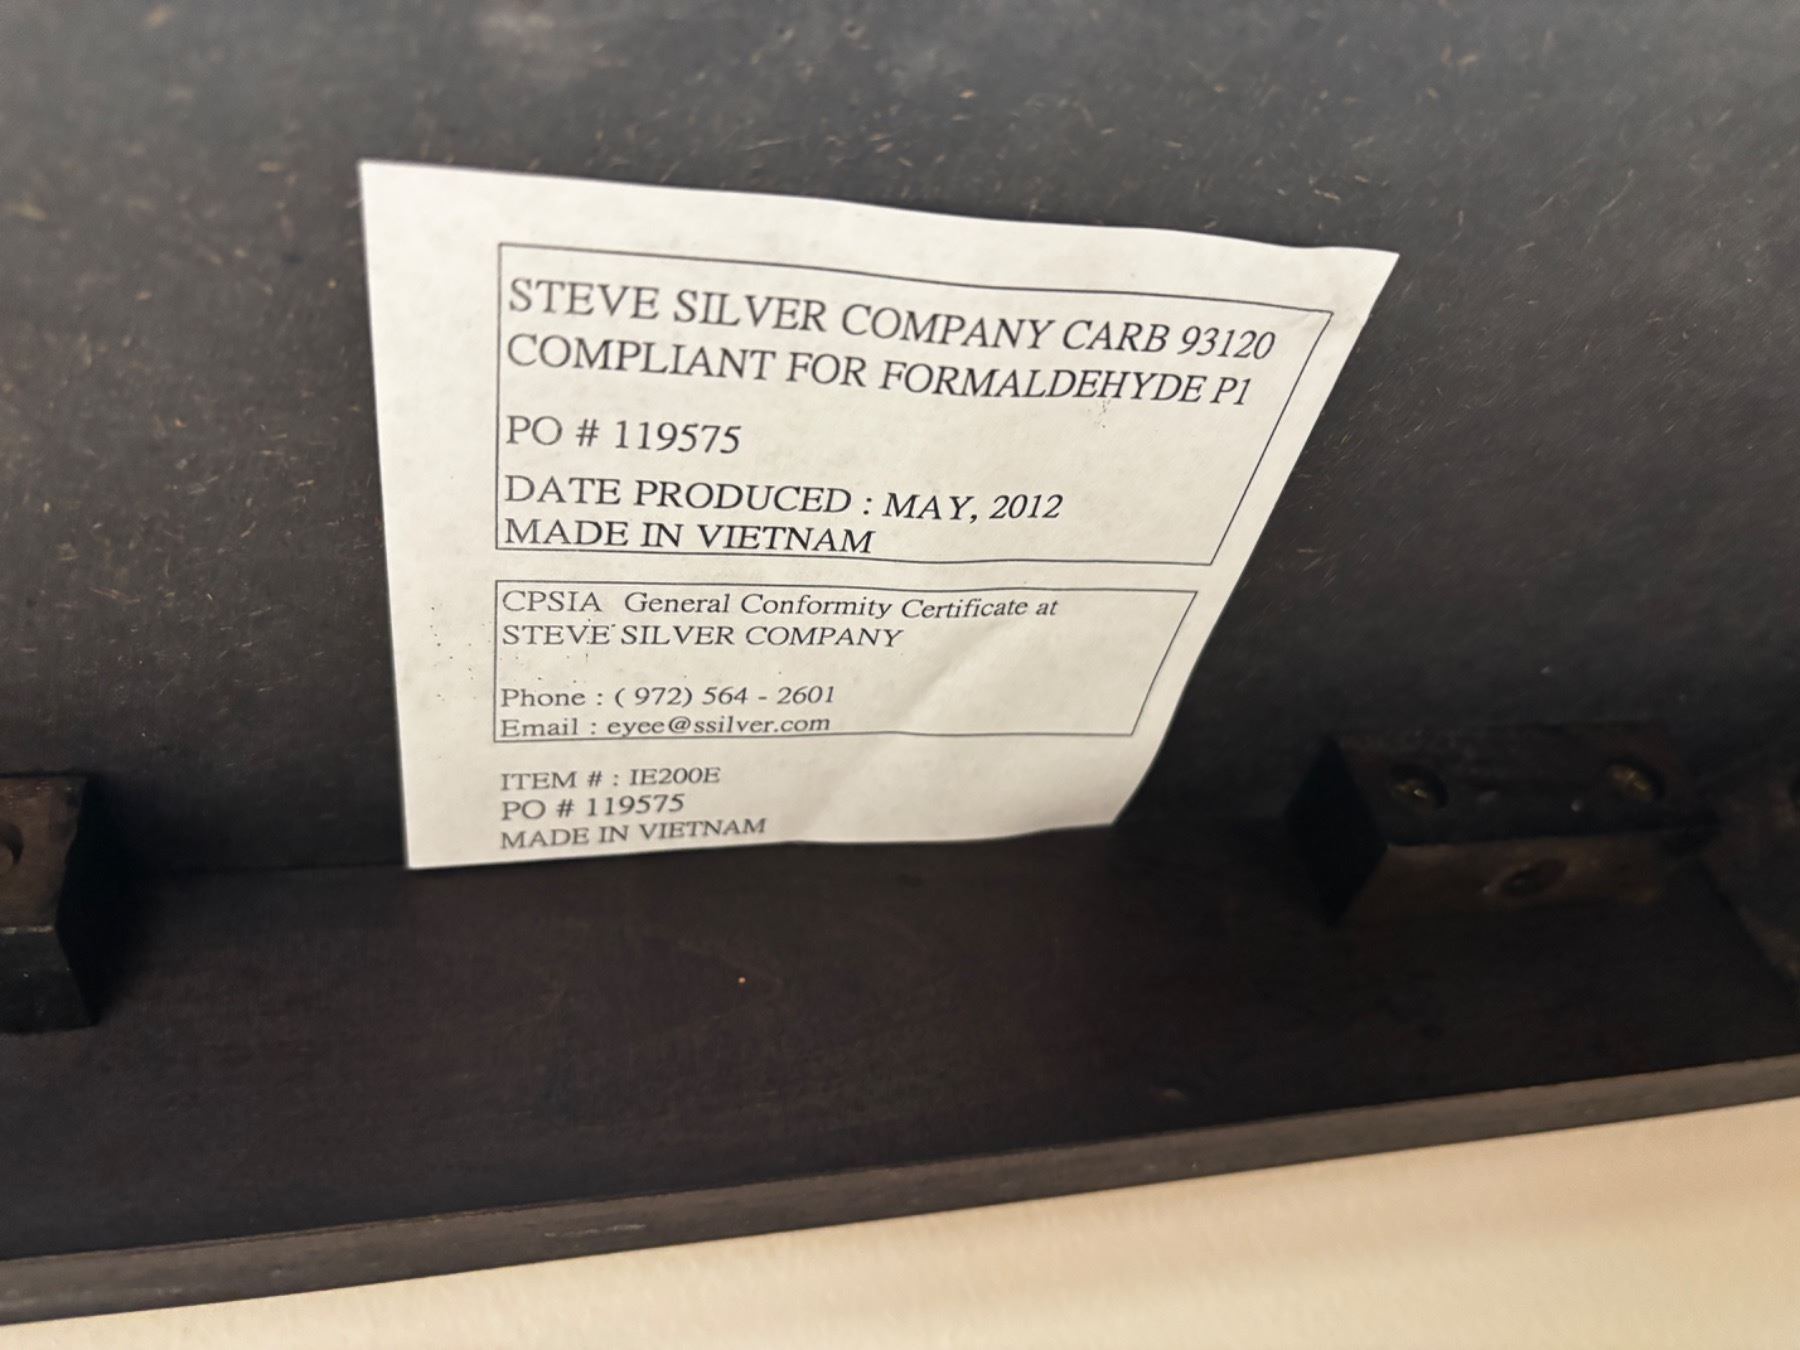 STEVE SILVER COMPANY CARB 93120
COMPLIANT FOR FORMALDEHYDE P1
PO # 119575
DATE PRODUCED : MAY, 2012
MADE IN VIETNAM
CPSIA General Conformity Certificate at
STEVE SILVER COMPANY
Phone : ( 972) 564 - 2601
Email : eyee@ssilver.com
ITEM # : IE200E
PO # 119575
MADE IN VIETNAM